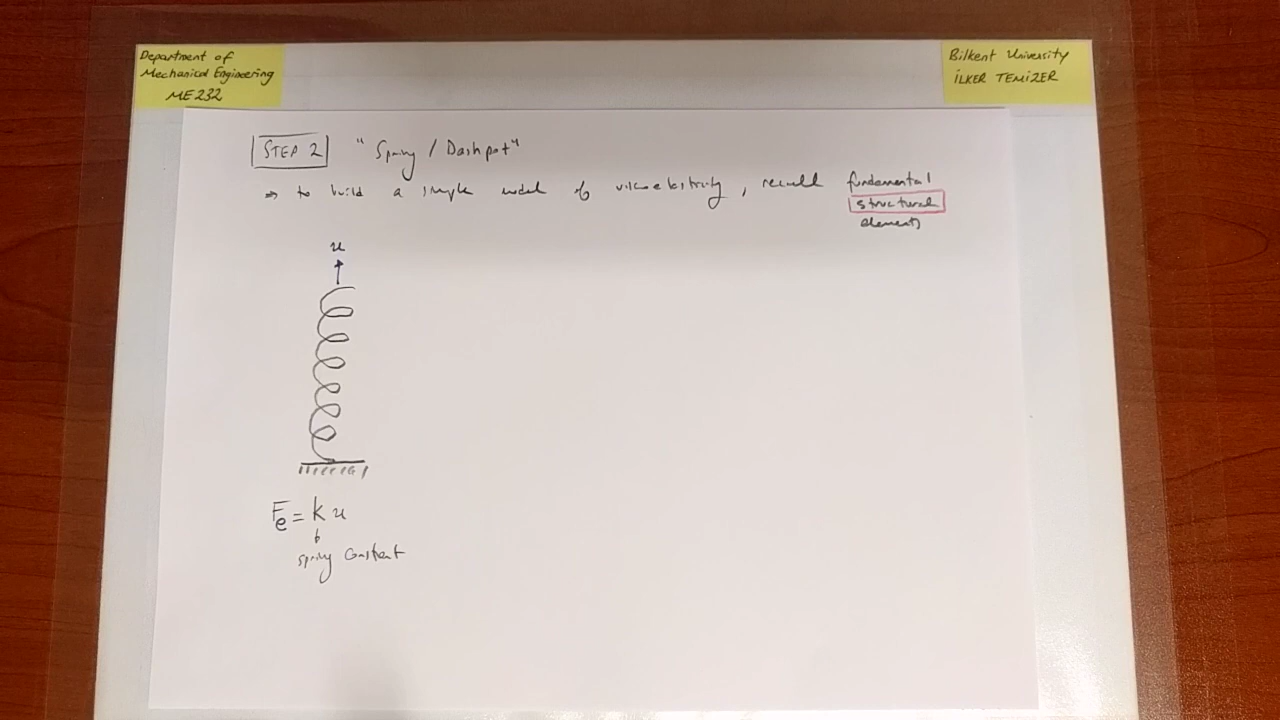 Department of
Mechanical Engineering
ME232
Bilkent University
İLKER TEMİZER
STEP 2 "Spring / Dashpot"
⇒ to build a simple model of viscoelasticity, recall fundamental
structural
elements
u
Fe = k u
spring constant